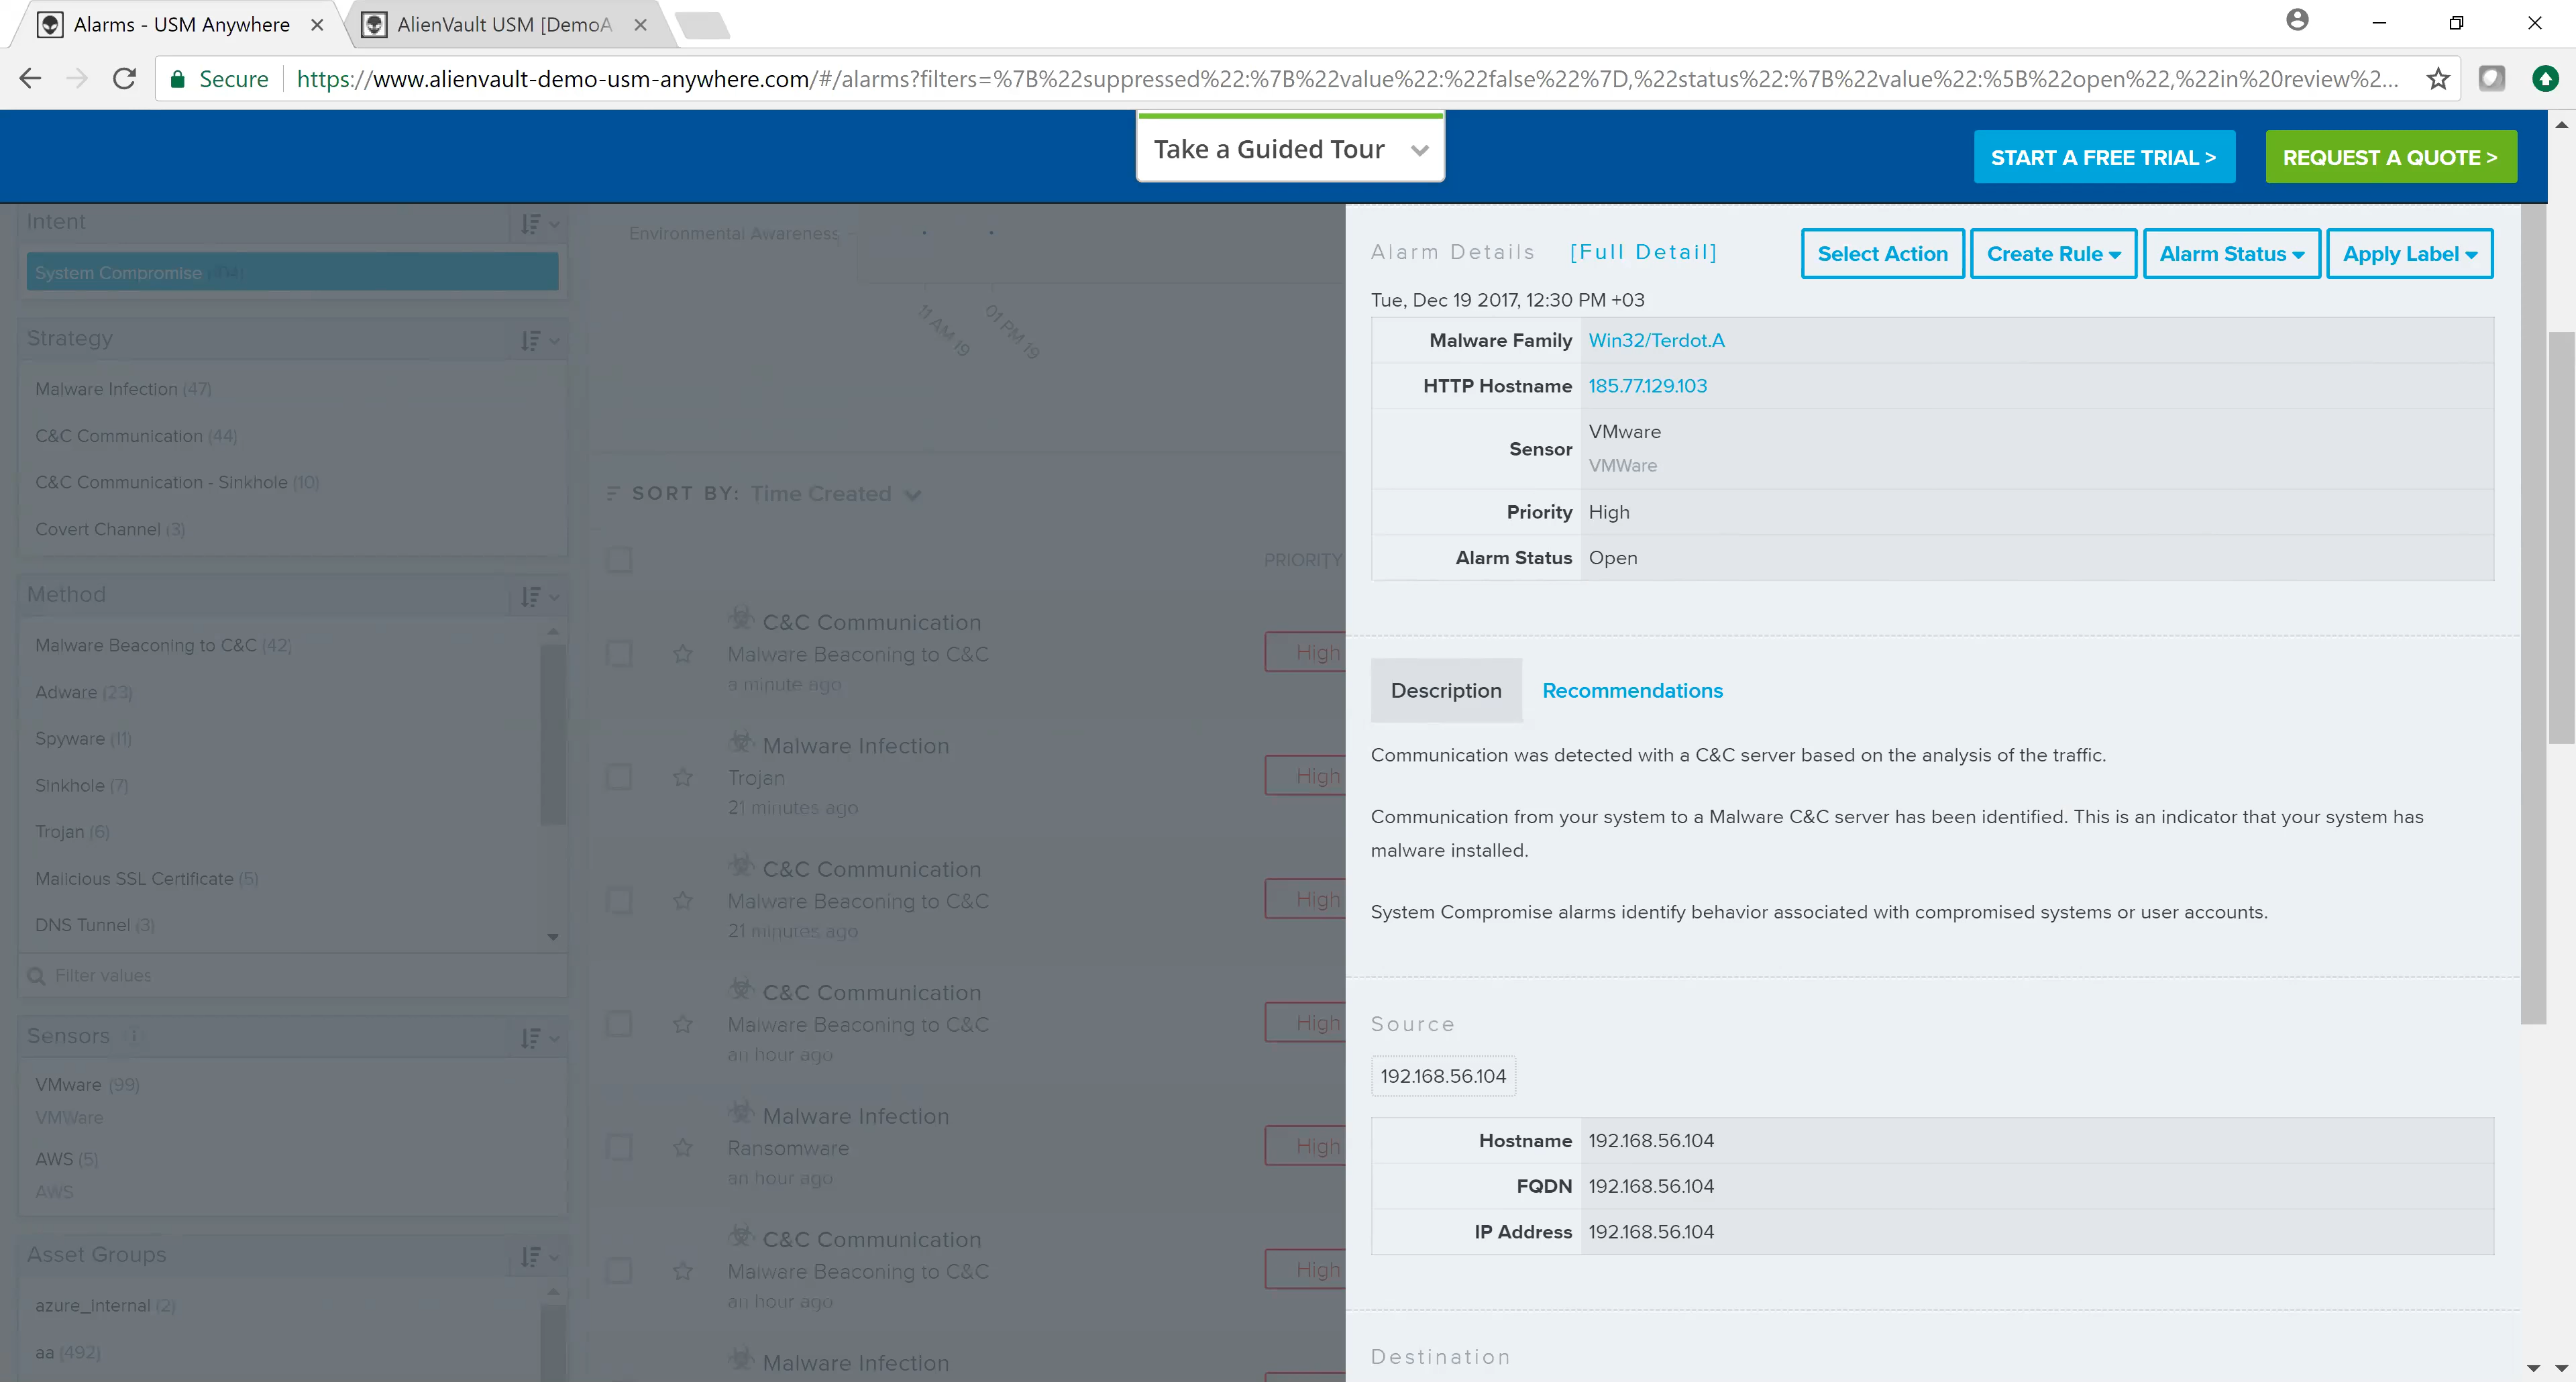 Alarms - USM Anywhere
AlienVault USM [DemoA
Secure
https://www.alienvault-demo-usm-anywhere.com/#/alarms?filters=%7B%22suppressed%22:%7B%22value%22:%22false%22%7D,%22status%22:%7B%22value%22:%5B%22open%22,%22in%20review%2...
Take a Guided Tour
START A FREE TRIAL >
REQUEST A QUOTE >
Intent
System Compromise
Strategy
Malware Infection (47)
C&C Communication (44)
C&C Communication - Sinkhole (10)
Covert Channel (3)
Method
Malware Beaconing to C&C (42)
Adware (23)
Spyware (11)
Sinkhole (7)
Trojan (6)
Malicious SSL Certificate (5)
DNS Tunnel (3)
Filter values
Sensors
VMware (99)
VMWare
AWS (5)
AWS
Asset Groups
azure_internal (2)
aa (492)
Environmental Awareness
11 AM 19
01 PM 19
SORT BY: Time Created
PRIORITY
C&C Communication
Malware Beaconing to C&C
a minute ago
High
Malware Infection
Trojan
21 minutes ago
High
C&C Communication
Malware Beaconing to C&C
21 minutes ago
High
C&C Communication
Malware Beaconing to C&C
an hour ago
High
Malware Infection
Ransomware
an hour ago
High
C&C Communication
Malware Beaconing to C&C
an hour ago
High
Malware Infection
Alarm Details [Full Detail]
Select Action
Create Rule
Alarm Status
Apply Label
Tue, Dec 19 2017, 12:30 PM +03
Malware Family Win32/Terdot.A
HTTP Hostname 185.77.129.103
Sensor VMware
VMWare
Priority High
Alarm Status Open
Description
Recommendations
Communication was detected with a C&C server based on the analysis of the traffic.
Communication from your system to a Malware C&C server has been identified. This is an indicator that your system has
malware installed.
System Compromise alarms identify behavior associated with compromised systems or user accounts.
Source
192.168.56.104
Hostname 192.168.56.104
FQDN 192.168.56.104
IP Address 192.168.56.104
Destination